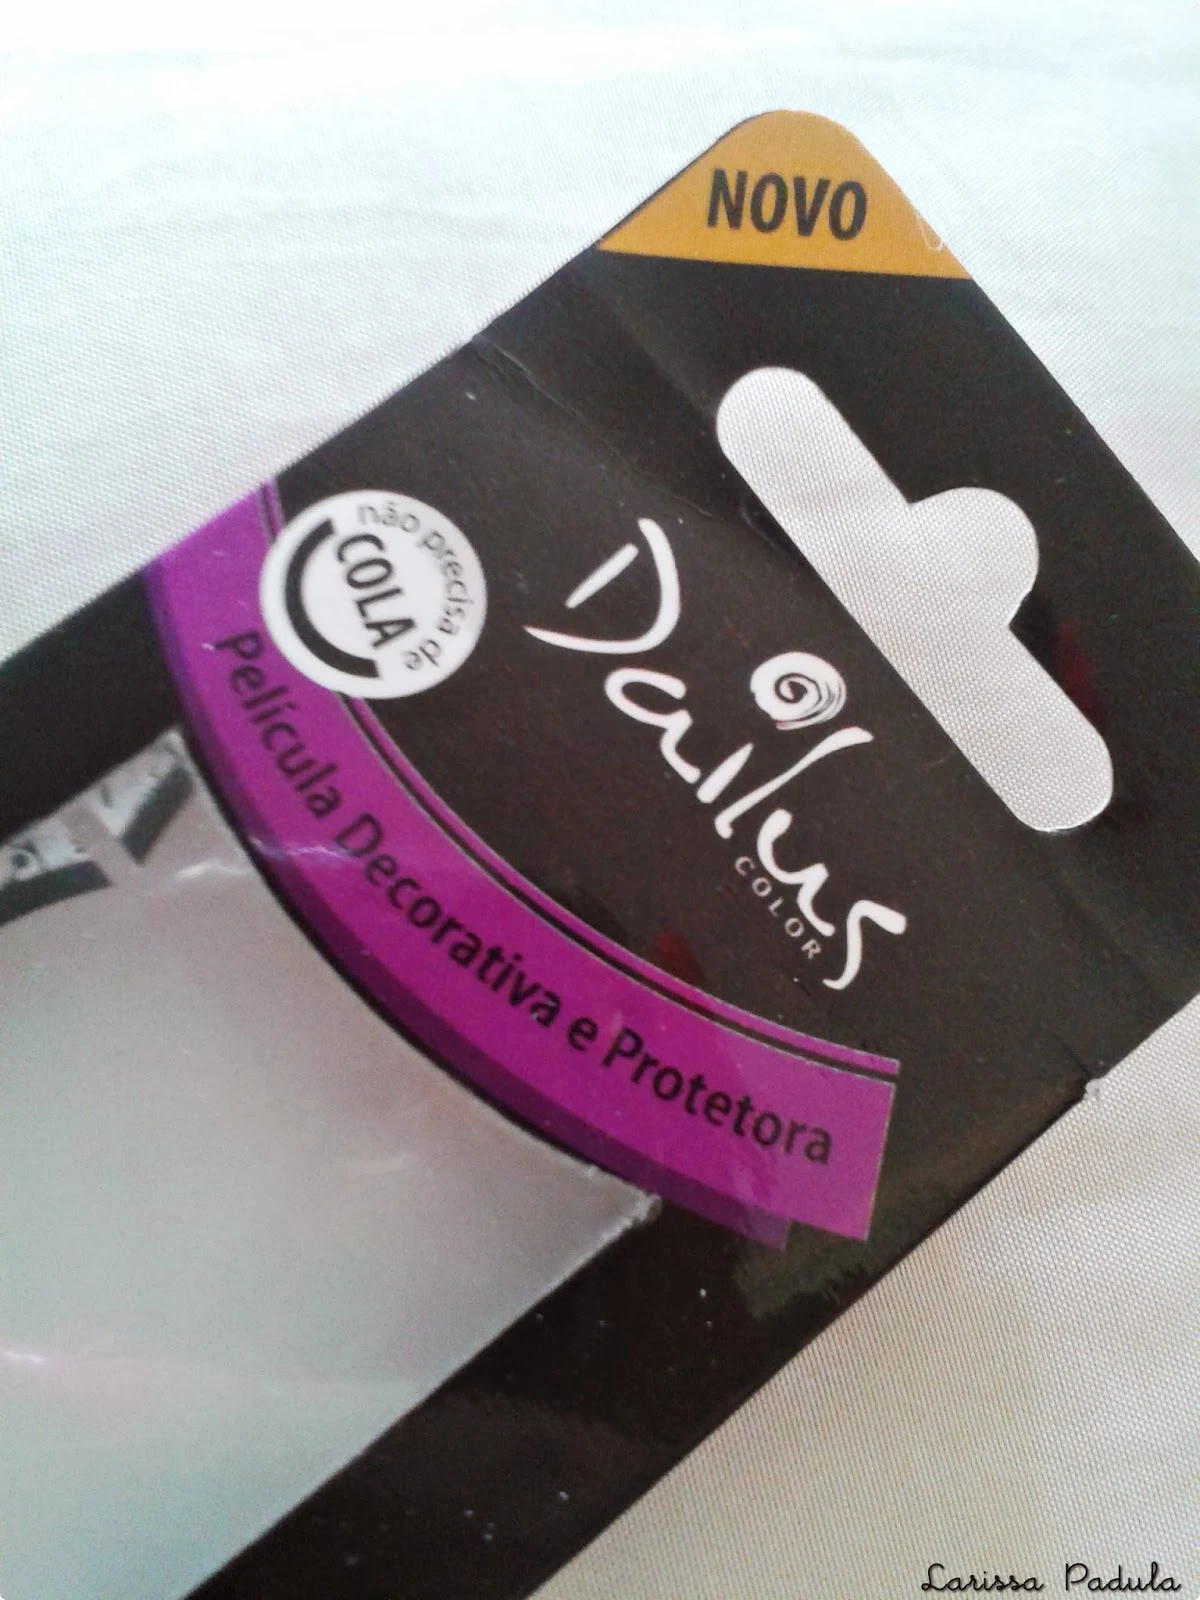 NOVO
Dailus
COLOR
não precisa de
COLA
Película Decorativa e Protetora
Larissa Padula